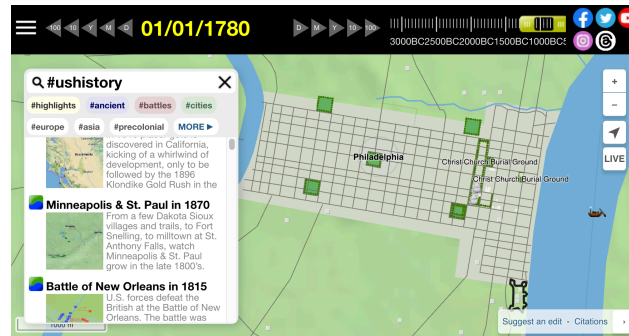 -100 -10 -Y -M -D 01/01/1780 D+ M+ Y+ 10+ 100+
3000BC2500BC2000BC1500BC1000BC5
#ushistory
#highlights #ancient #battles #cities
#europe #asia #precolonial MORE ▶
discovered in California,
kicking of a whirlwind of
development, only to be
followed by the 1896
Klondike Gold Rush in the
Minneapolis & St. Paul in 1870
From a few Dakota Sioux
villages and trails, to Fort
Snelling, to milltown at St.
Anthony Falls, watch
Minneapolis & St. Paul
grow in the late 1800's.
Battle of New Orleans in 1815
U.S. forces defeat the
British at the Battle of New
Orleans. The battle was
1000 m
Philadelphia
Christ Church Burial Ground
Christ Church Burial Ground
+
−
LIVE
Suggest an edit · Citations ›